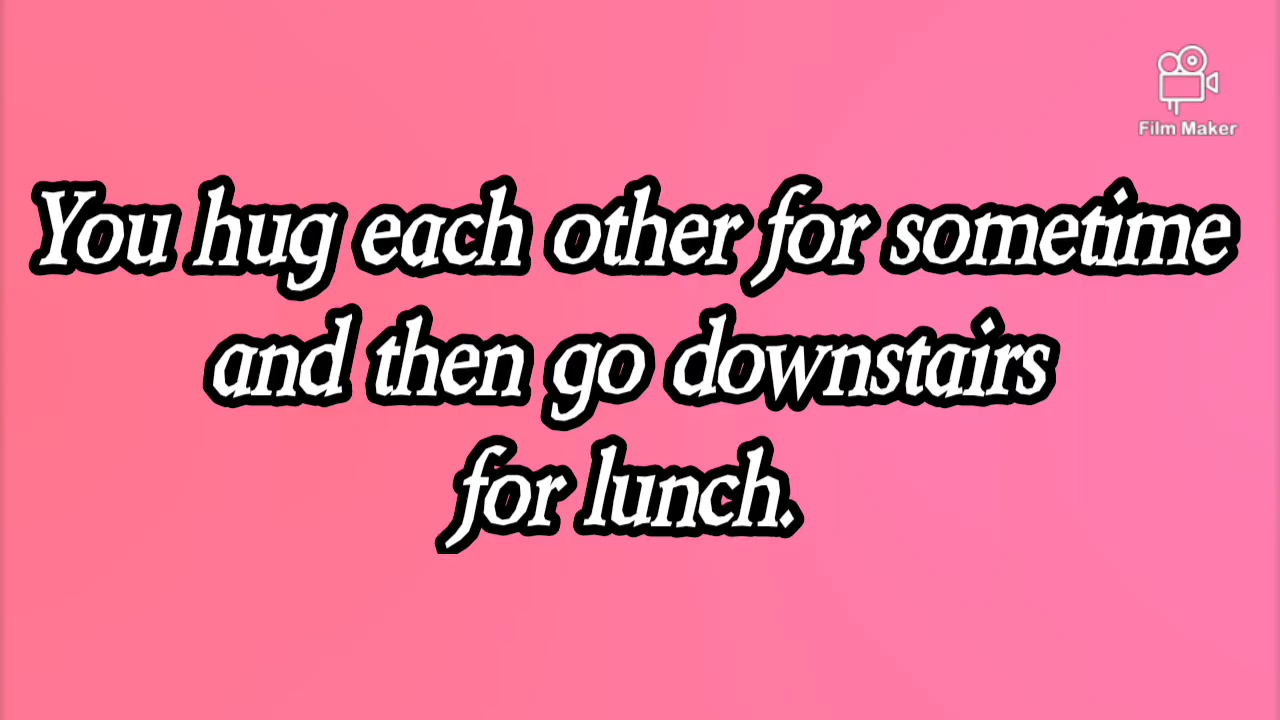 Film Maker
You hug each other for sometime
and then go downstairs
for lunch.